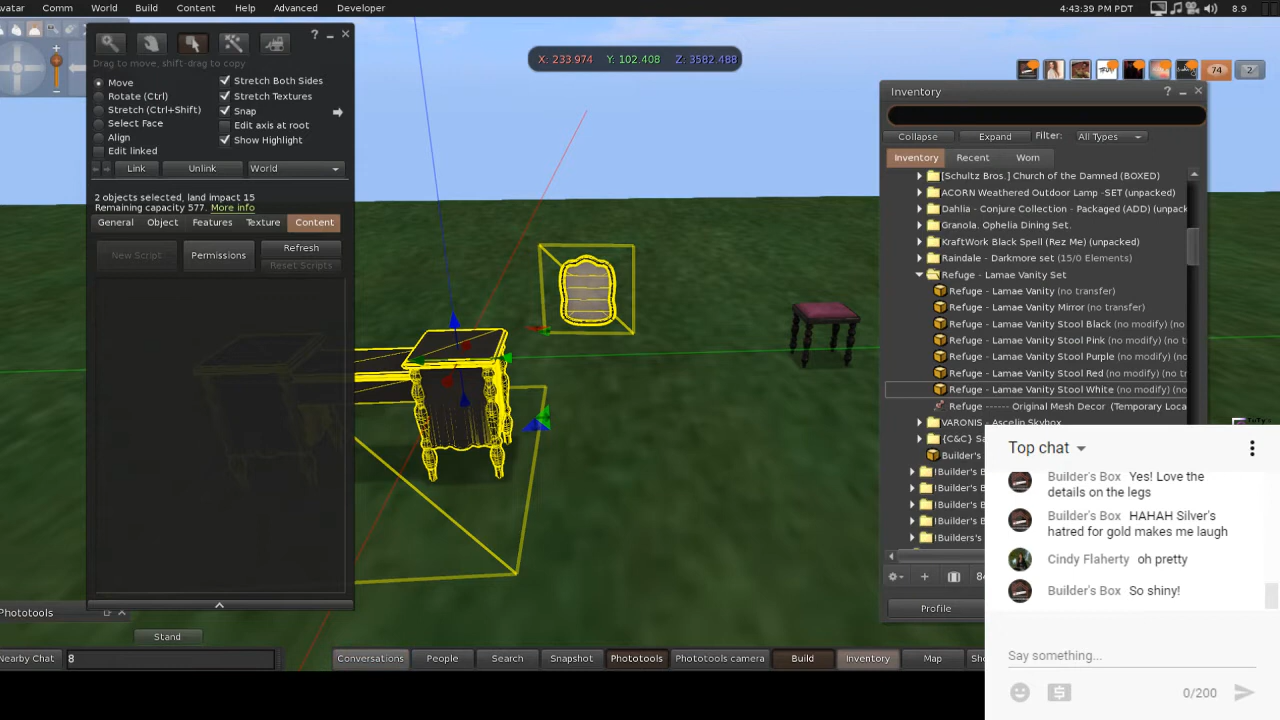 vatar Comm World Build Content Help Advanced Developer
4:43:39 PM PDT 8.9
X: 233.974 Y: 102.408 Z: 3582.488
74 2
? _ ×
Drag to move, shift-drag to copy
Move
Rotate (Ctrl)
Stretch (Ctrl+Shift)
Select Face
Align
Edit linked
Stretch Both Sides
Stretch Textures
Snap
Edit axis at root
Show Highlight
Link Unlink World
2 objects selected, land impact 15
Remaining capacity 577. More info
General Object Features Texture Content
New Script Permissions Refresh
Reset Scripts
Inventory ? _ ×
Collapse Expand Filter: All Types
Inventory Recent Worn
[Schultz Bros.] Church of the Damned (BOXED)
ACORN Weathered Outdoor Lamp -SET (unpacked)
Dahlia - Conjure Collection - Packaged (ADD) (unpack
Granola. Ophelia Dining Set.
KraftWork Black Spell (Rez Me) (unpacked)
Raindale - Darkmore set (15/0 Elements)
Refuge - Lamae Vanity Set
Refuge - Lamae Vanity (no transfer)
Refuge - Lamae Vanity Mirror (no transfer)
Refuge - Lamae Vanity Stool Black (no modify) (no
Refuge - Lamae Vanity Stool Pink (no modify) (no t
Refuge - Lamae Vanity Stool Purple (no modify) (no
Refuge - Lamae Vanity Stool Red (no modify) (no tr
Refuge - Lamae Vanity Stool White (no modify) (no
Refuge ------ Original Mesh Decor (Temporary Loca
VARONIS - Ascelin Skybox
{C&C} Sa
Builder's
!Builder's B
!Builder's B
!Builder's B
!Builder's B
!Builders's
Profile
Top chat
Builder's Box Yes! Love the
details on the legs
Builder's Box HAHAH Silver's
hatred for gold makes me laugh
Cindy Flaherty oh pretty
Builder's Box So shiny!
Say something...
0/200
Phototools
Stand
Nearby Chat 8
Conversations People Search Snapshot Phototools Phototools camera Build Inventory Map